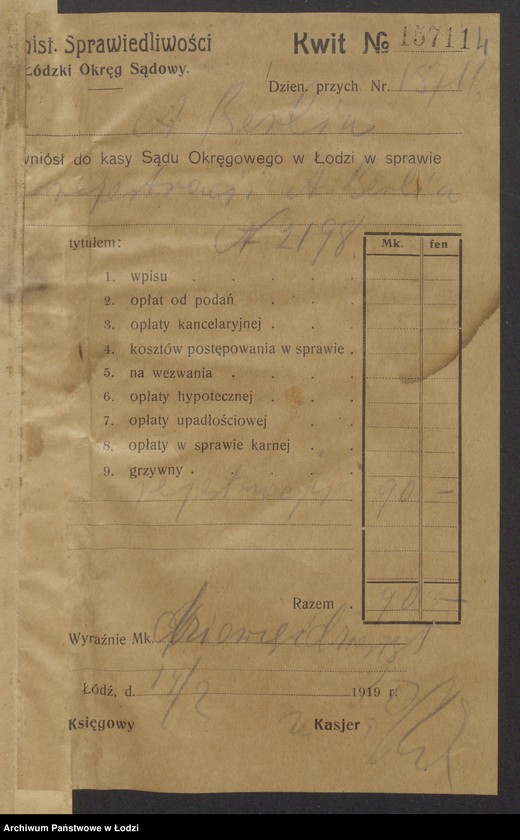 inist. Sprawiedliwości
Łódzki Okręg Sądowy.
Kwit № 157114
Dzien. przych. Nr.
A Berlin
wniósł do kasy Sądu Okręgowego w Łodzi w sprawie
rejestracji A Berlin
N 2198
tytułem:
Mk. fen
1. wpisu
2. opłat od podań
3. opłaty kancelaryjnej
4. kosztów postępowania w sprawie
5. na wezwania
6. opłaty hypotecznej
7. opłaty upadłościowej
8. opłaty w sprawie karnej
9. grzywny
rejestracji 90 —
Razem 90 —
Wyraźnie Mk. Dziewięćdziesiąt
Łódź, d. 14/2 1919 r.
Księgowy Kasjer
Archiwum Państwowe w Łodzi